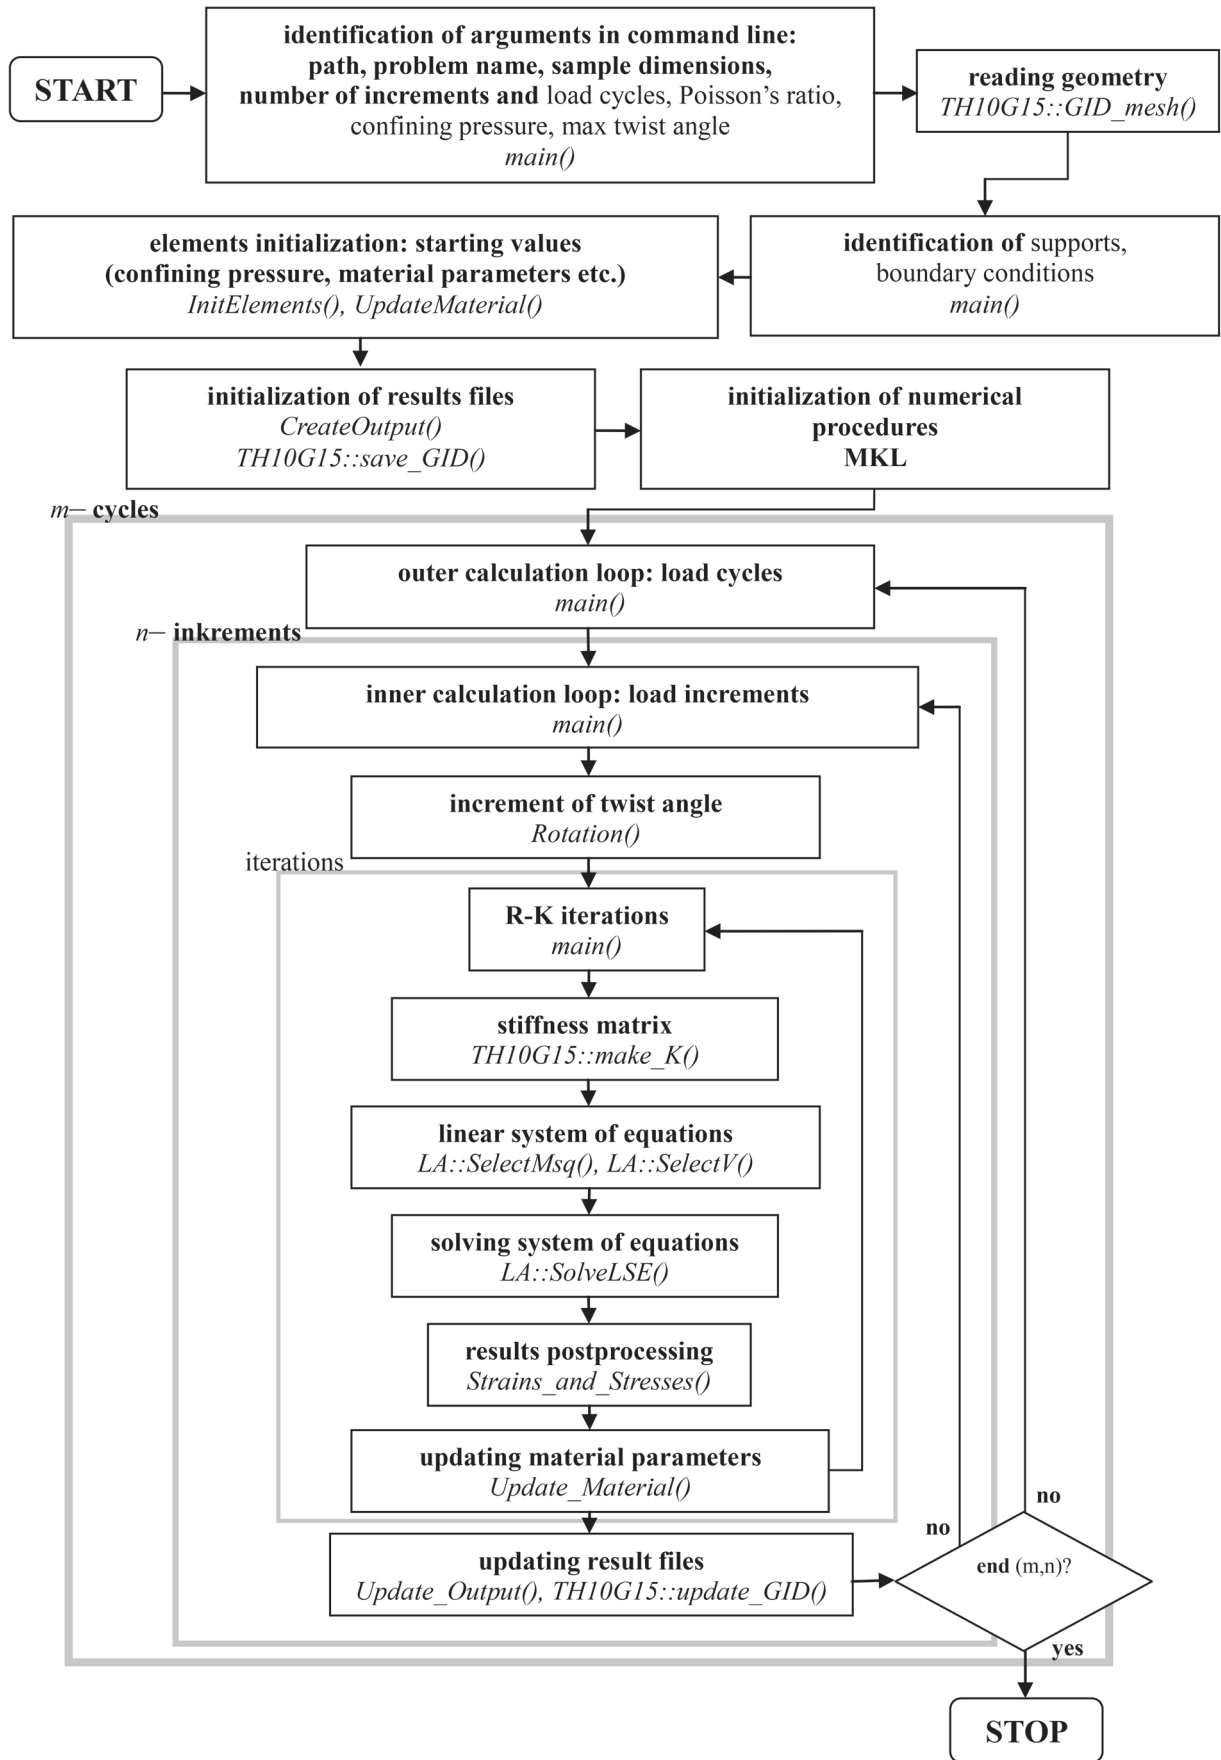 START
identification of arguments in command line:
path, problem name, sample dimensions,
number of increments and load cycles, Poisson's ratio,
confining pressure, max twist angle
main()
reading geometry
TH10G15::GID_mesh()
identification of supports,
boundary conditions
main()
elements initialization: starting values
(confining pressure, material parameters etc.)
InitElements(), UpdateMaterial()
initialization of results files
CreateOutput()
TH10G15::save_GID()
initialization of numerical
procedures
MKL
m– cycles
outer calculation loop: load cycles
main()
n– inkrements
inner calculation loop: load increments
main()
increment of twist angle
Rotation()
iterations
R-K iterations
main()
stiffness matrix
TH10G15::make_K()
linear system of equations
LA::SelectMsq(), LA::SelectV()
solving system of equations
LA::SolveLSE()
results postprocessing
Strains_and_Stresses()
updating material parameters
Update_Material()
updating result files
Update_Output(), TH10G15::update_GID()
no
no
end (m,n)?
yes
STOP